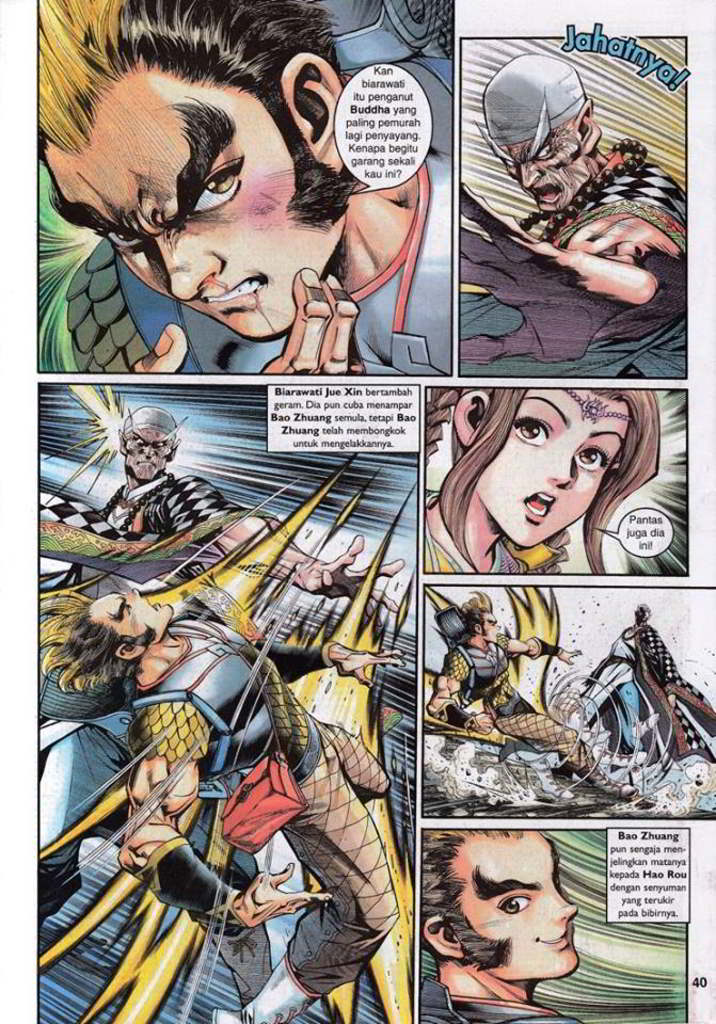 Kan
biarawati
itu penganut
Buddha yang
paling pemurah
lagi penyayang.
Kenapa begitu
garang sekali
kau ini?
Jahatnya!
Biarawati Jue Xin bertambah
geram. Dia pun cuba menampar
Bao Zhuang semula, tetapi Bao
Zhuang telah membongkok
untuk mengelakkannya.
Pantas
juga dia
ini!
Bao Zhuang
pun sengaja men-
jelingkan matanya
kepada Hao Rou
dengan senyuman
yang terukir
pada bibirnya.
40